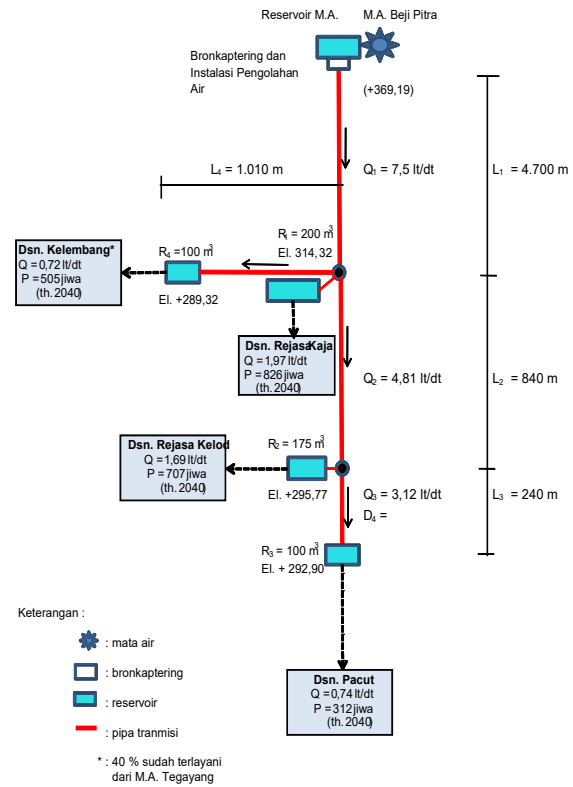 Reservoir M.A.
M.A. Beji Pitra
Bronkaptering dan
Instalasi Pengolahan
Air
(+369,19)
L₄ = 1.010 m
Q₁ = 7,5 lt/dt
L₁ = 4.700 m
R₁ = 200 m³
El. 314,32
Dsn. Kelembang*
Q = 0,72 lt/dt
P = 505 jiwa
(th. 2040)
R₄ =100 m³
El. +289,32
Dsn. Rejasa Kaja
Q = 1,97 lt/dt
P = 826 jiwa
(th. 2040)
Q₂ = 4,81 lt/dt
L₂ = 840 m
Dsn. Rejasa Kelod
Q = 1,69 lt/dt
P = 707 jiwa
(th. 2040)
R₂ = 175 m³
El. +295,77
Q₃ = 3,12 lt/dt
D₄ =
L₃ = 240 m
R₃ = 100 m³
El. + 292,90
Dsn. Pacut
Q = 0,74 lt/dt
P = 312 jiwa
(th. 2040)
Keterangan :
: mata air
: bronkaptering
: reservoir
: pipa tranmisi
* : 40 % sudah terlayani
dari M.A. Tegayang